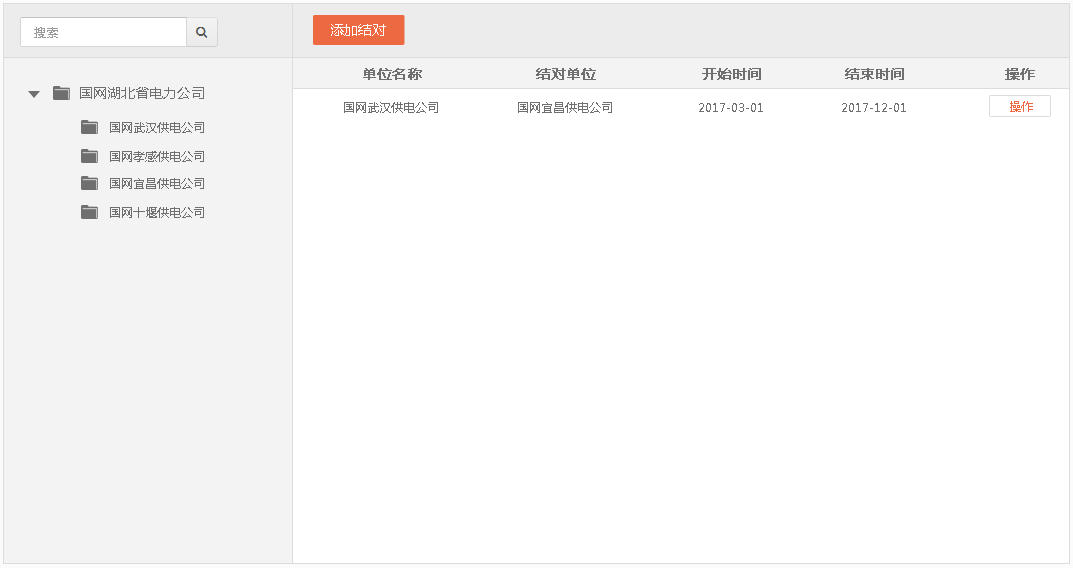 搜索
添加结对
国网湖北省电力公司
国网武汉供电公司
国网孝感供电公司
国网宜昌供电公司
国网十堰供电公司
单位名称 结对单位 开始时间 结束时间 操作
国网武汉供电公司 国网宜昌供电公司 2017-03-01 2017-12-01 操作